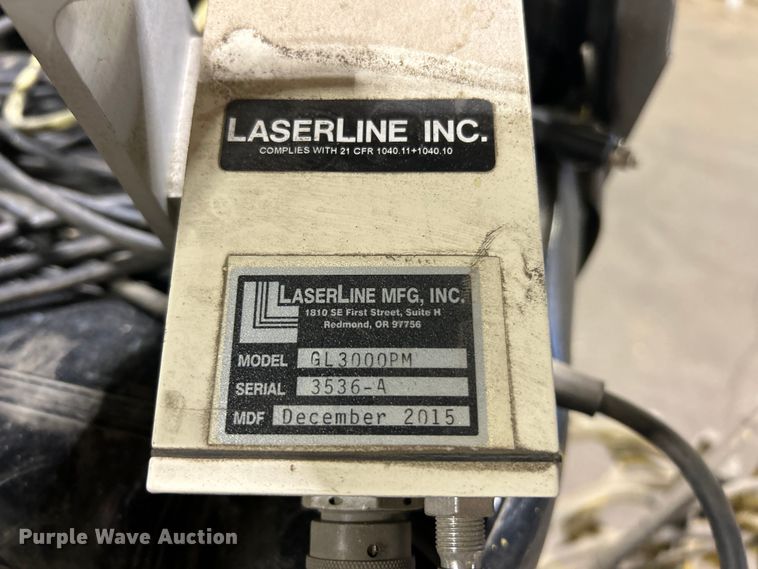 LASERLINE INC.
COMPLIES WITH 21 CFR 1040.11+1040.10
LASERLINE MFG, INC.
1810 SE First Street, Suite H
Redmond, OR 97756
MODEL GL3000PM
SERIAL 3536-A
MDF December 2015
Purple Wave Auction